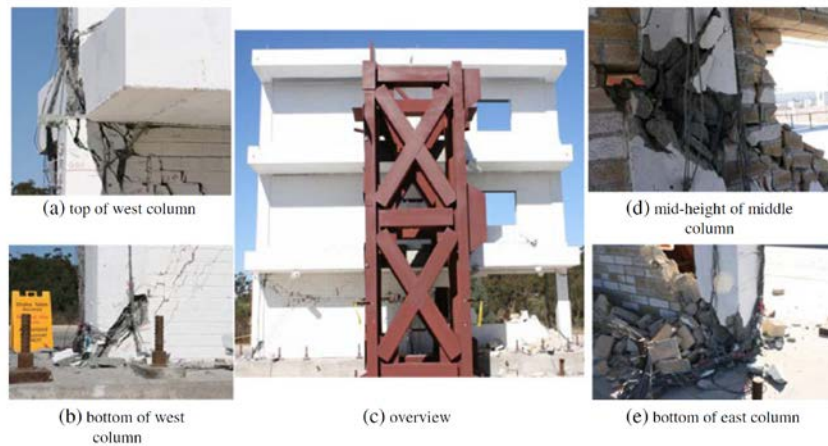 (a) top of west column
(b) bottom of west
column
(c) overview
(d) mid-height of middle
column
(e) bottom of east column